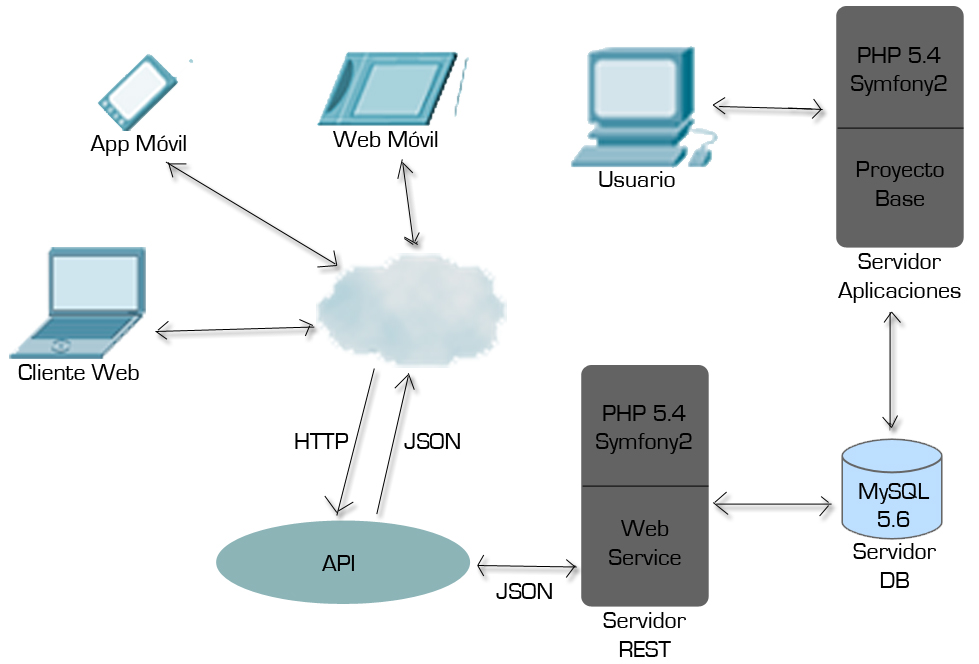 App Móvil
Web Móvil
Usuario
PHP 5.4
Symfony2
Proyecto
Base
Servidor
Aplicaciones
Cliente Web
HTTP
JSON
API
JSON
PHP 5.4
Symfony2
Web
Service
Servidor
REST
MySQL
5.6
Servidor
DB